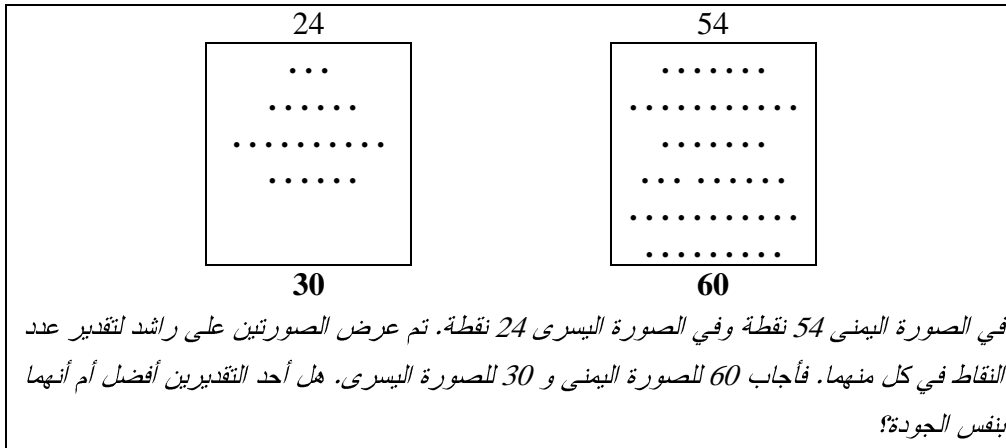 24 54
30 60
في الصورة اليمنى 54 نقطة وفي الصورة اليسرى 24 نقطة. تم عرض الصورتين على راشد لتقدير عدد
النقاط في كل منهما. فأجاب 60 للصورة اليمنى و 30 للصورة اليسرى. هل أحد التقديرين أفضل أم أنهما
بنفس الجودة؟